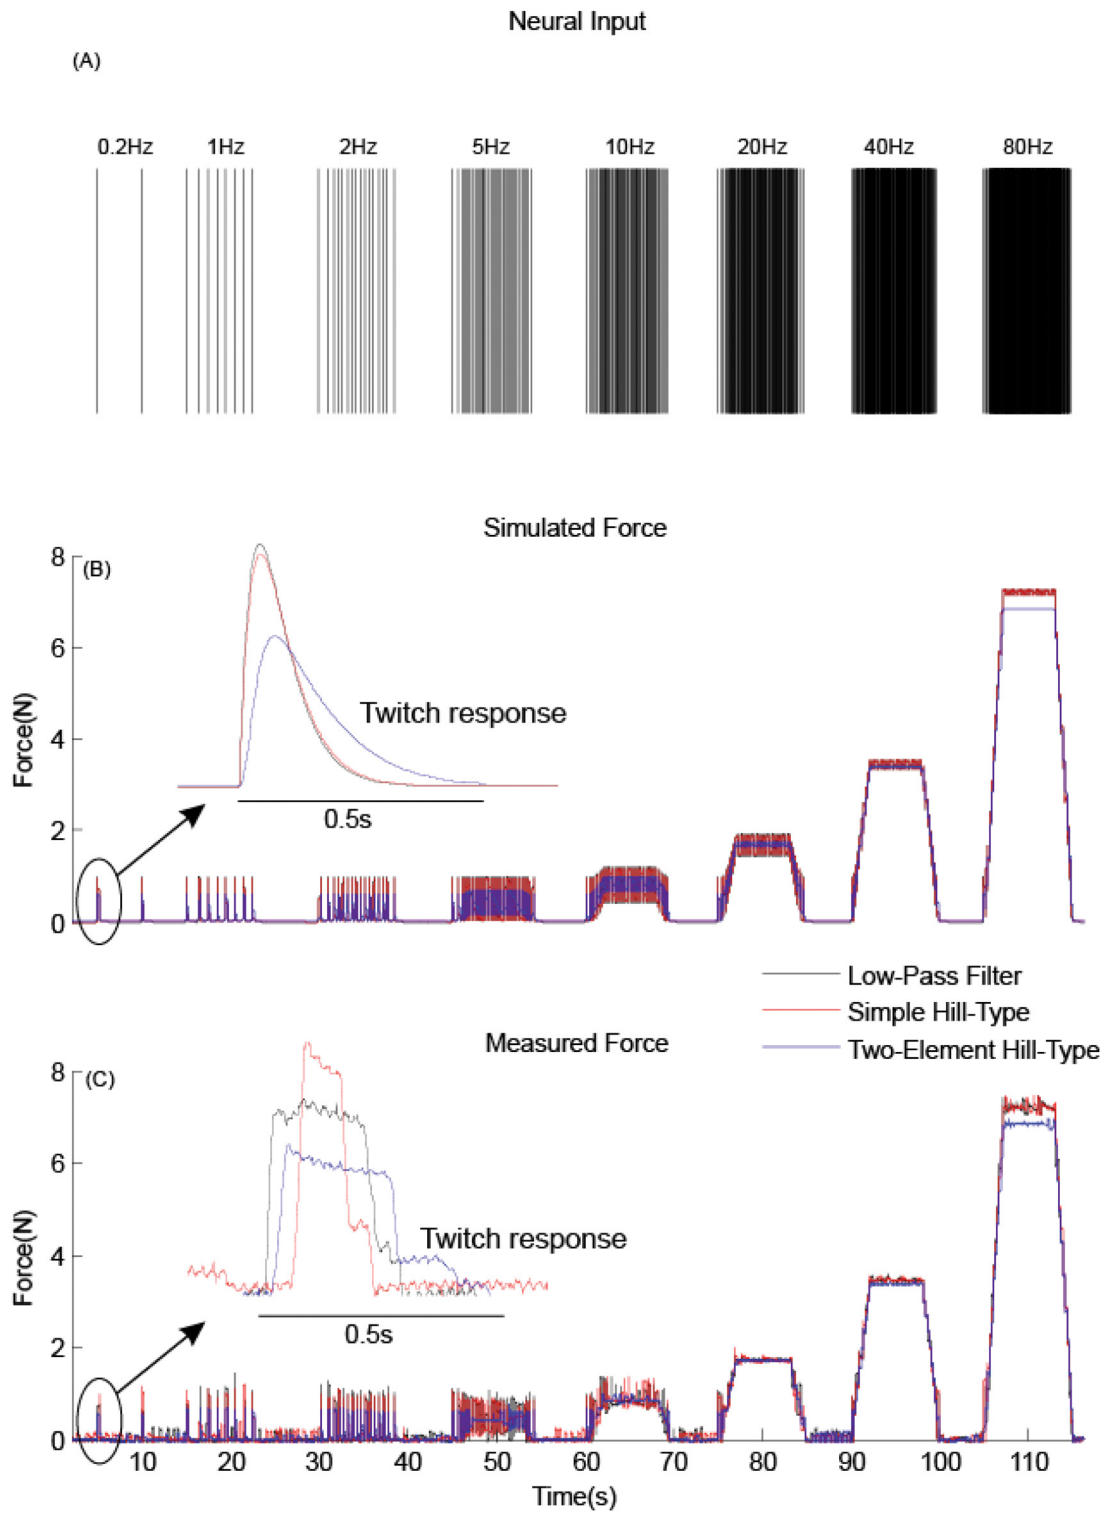 Neural Input
(A)
0.2Hz 1Hz 2Hz 5Hz 10Hz 20Hz 40Hz 80Hz
Simulated Force
(B)
8
6
4
2
0
Force(N)
Twitch response
0.5s
Low-Pass Filter
Simple Hill-Type
Two-Element Hill-Type
Measured Force
(C)
8
6
4
2
0
Force(N)
Twitch response
0.5s
10 20 30 40 50 60 70 80 90 100 110
Time(s)